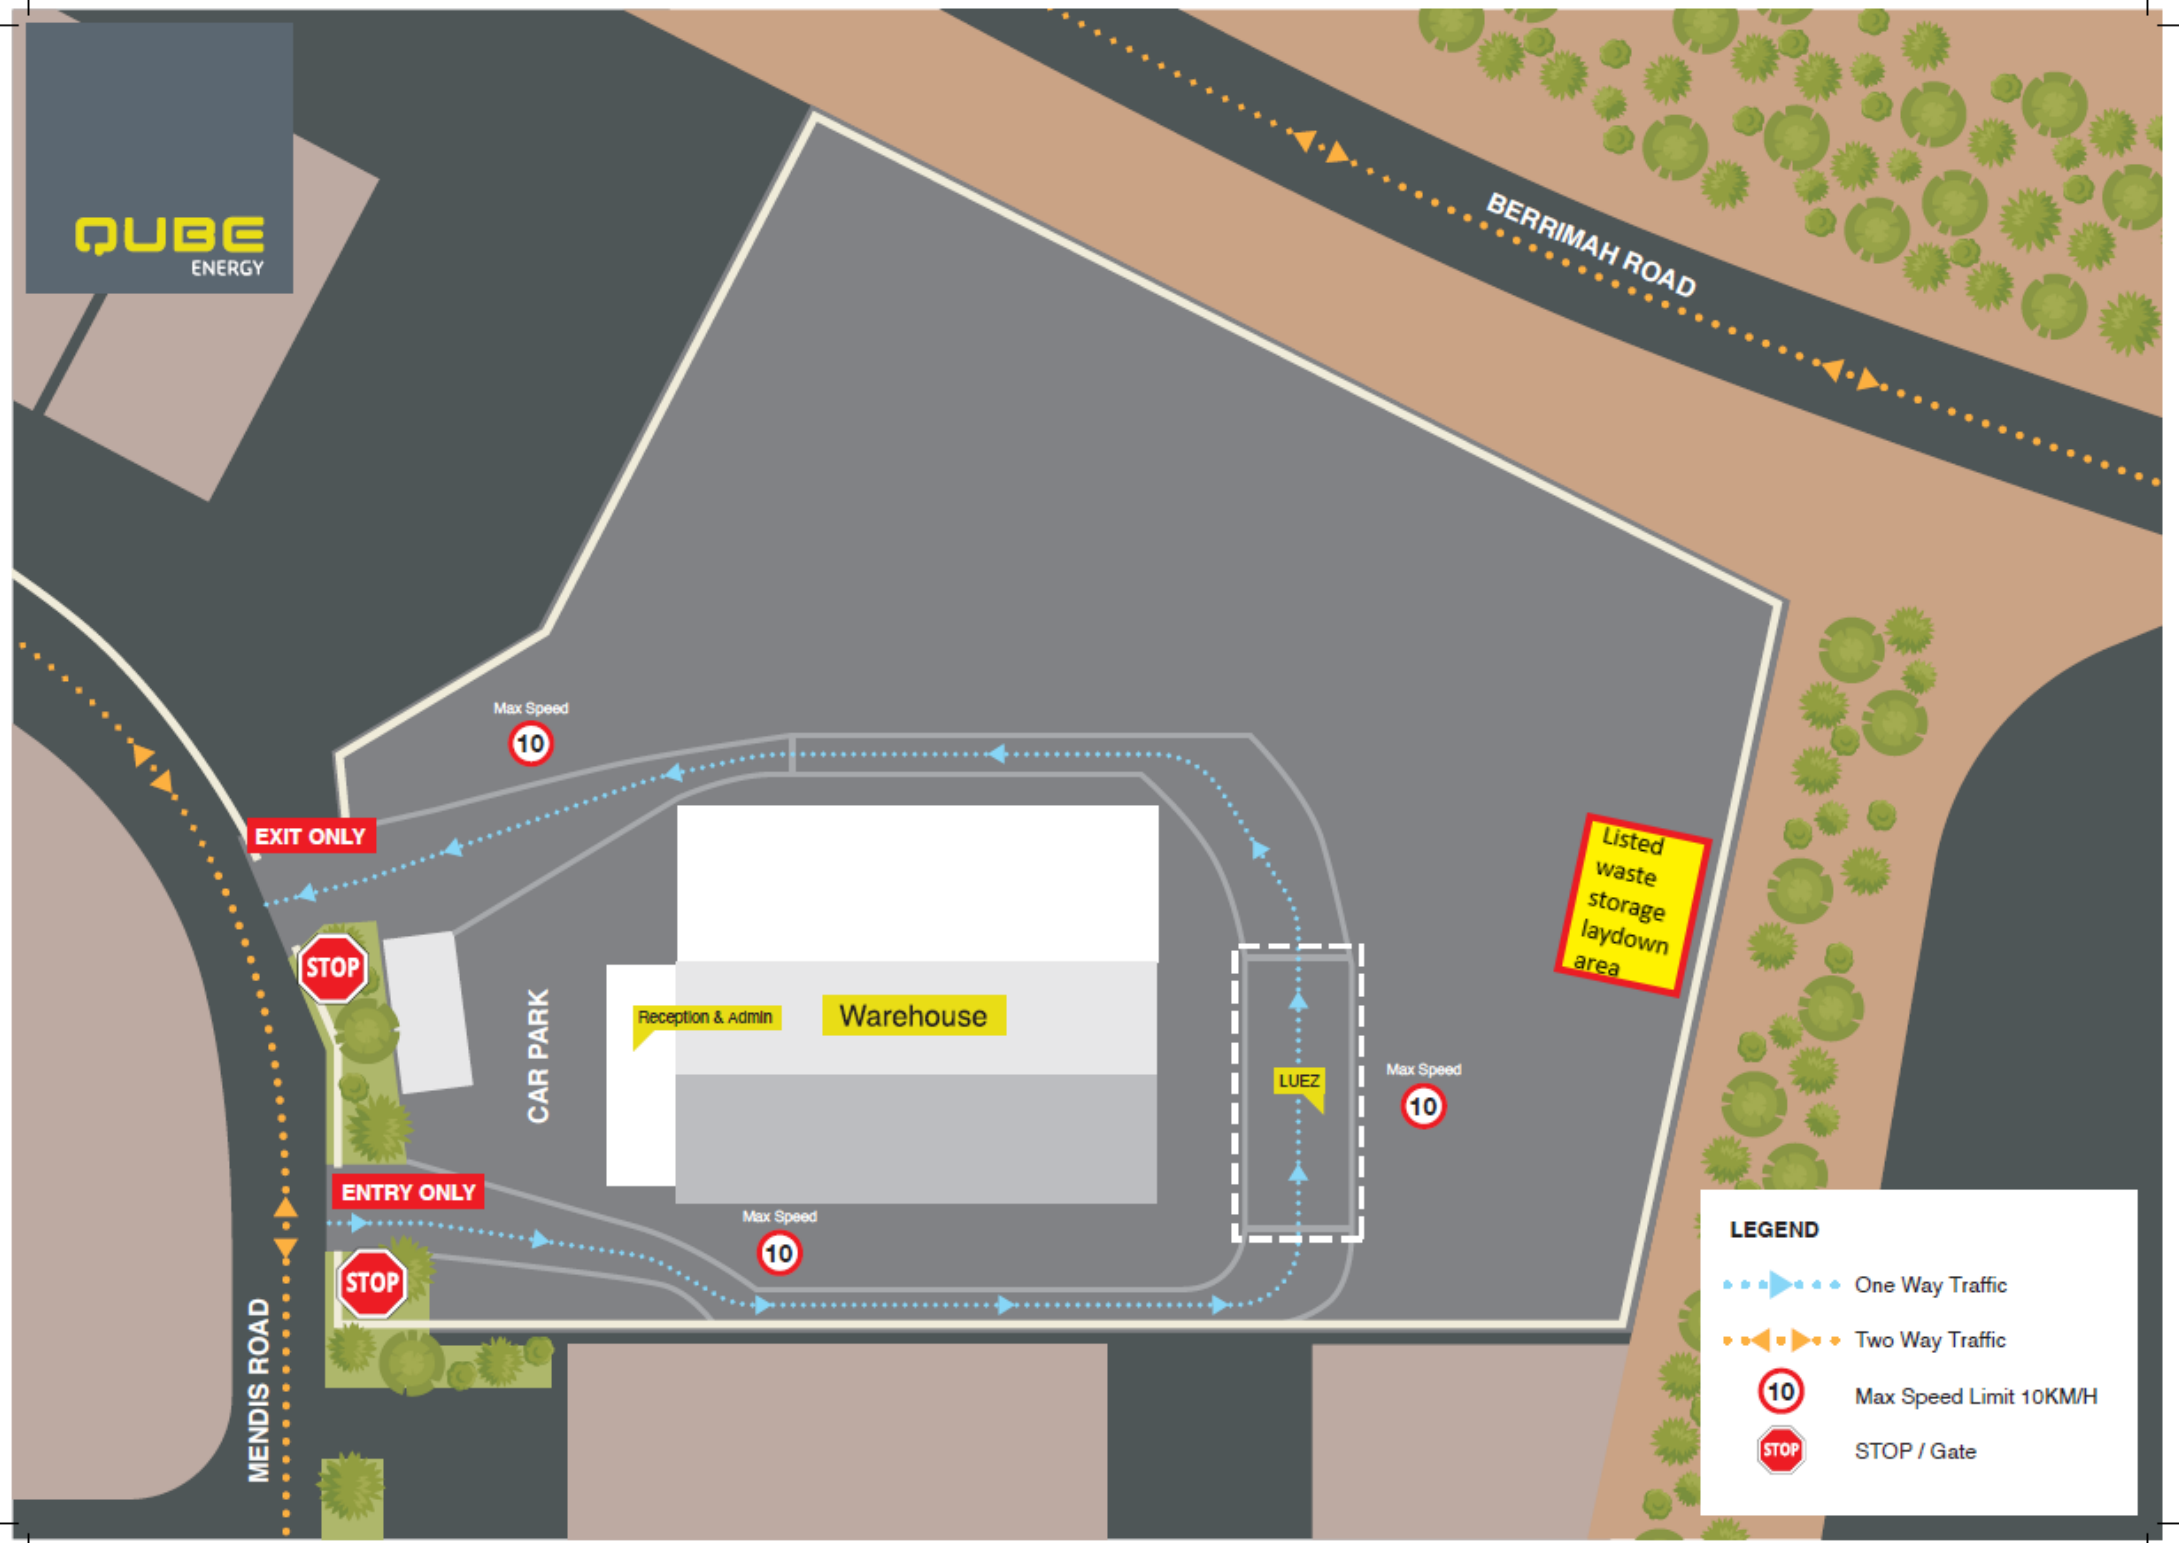 QUBE
ENERGY
BERRIMAH ROAD
Max Speed
10
EXIT ONLY
Listed
waste
storage
laydown
area
STOP
CAR PARK
Reception & Admin
Warehouse
LUEZ
Max Speed
10
ENTRY ONLY
Max Speed
10
STOP
MENDIS ROAD
LEGEND
One Way Traffic
Two Way Traffic
10
Max Speed Limit 10KM/H
STOP
STOP / Gate